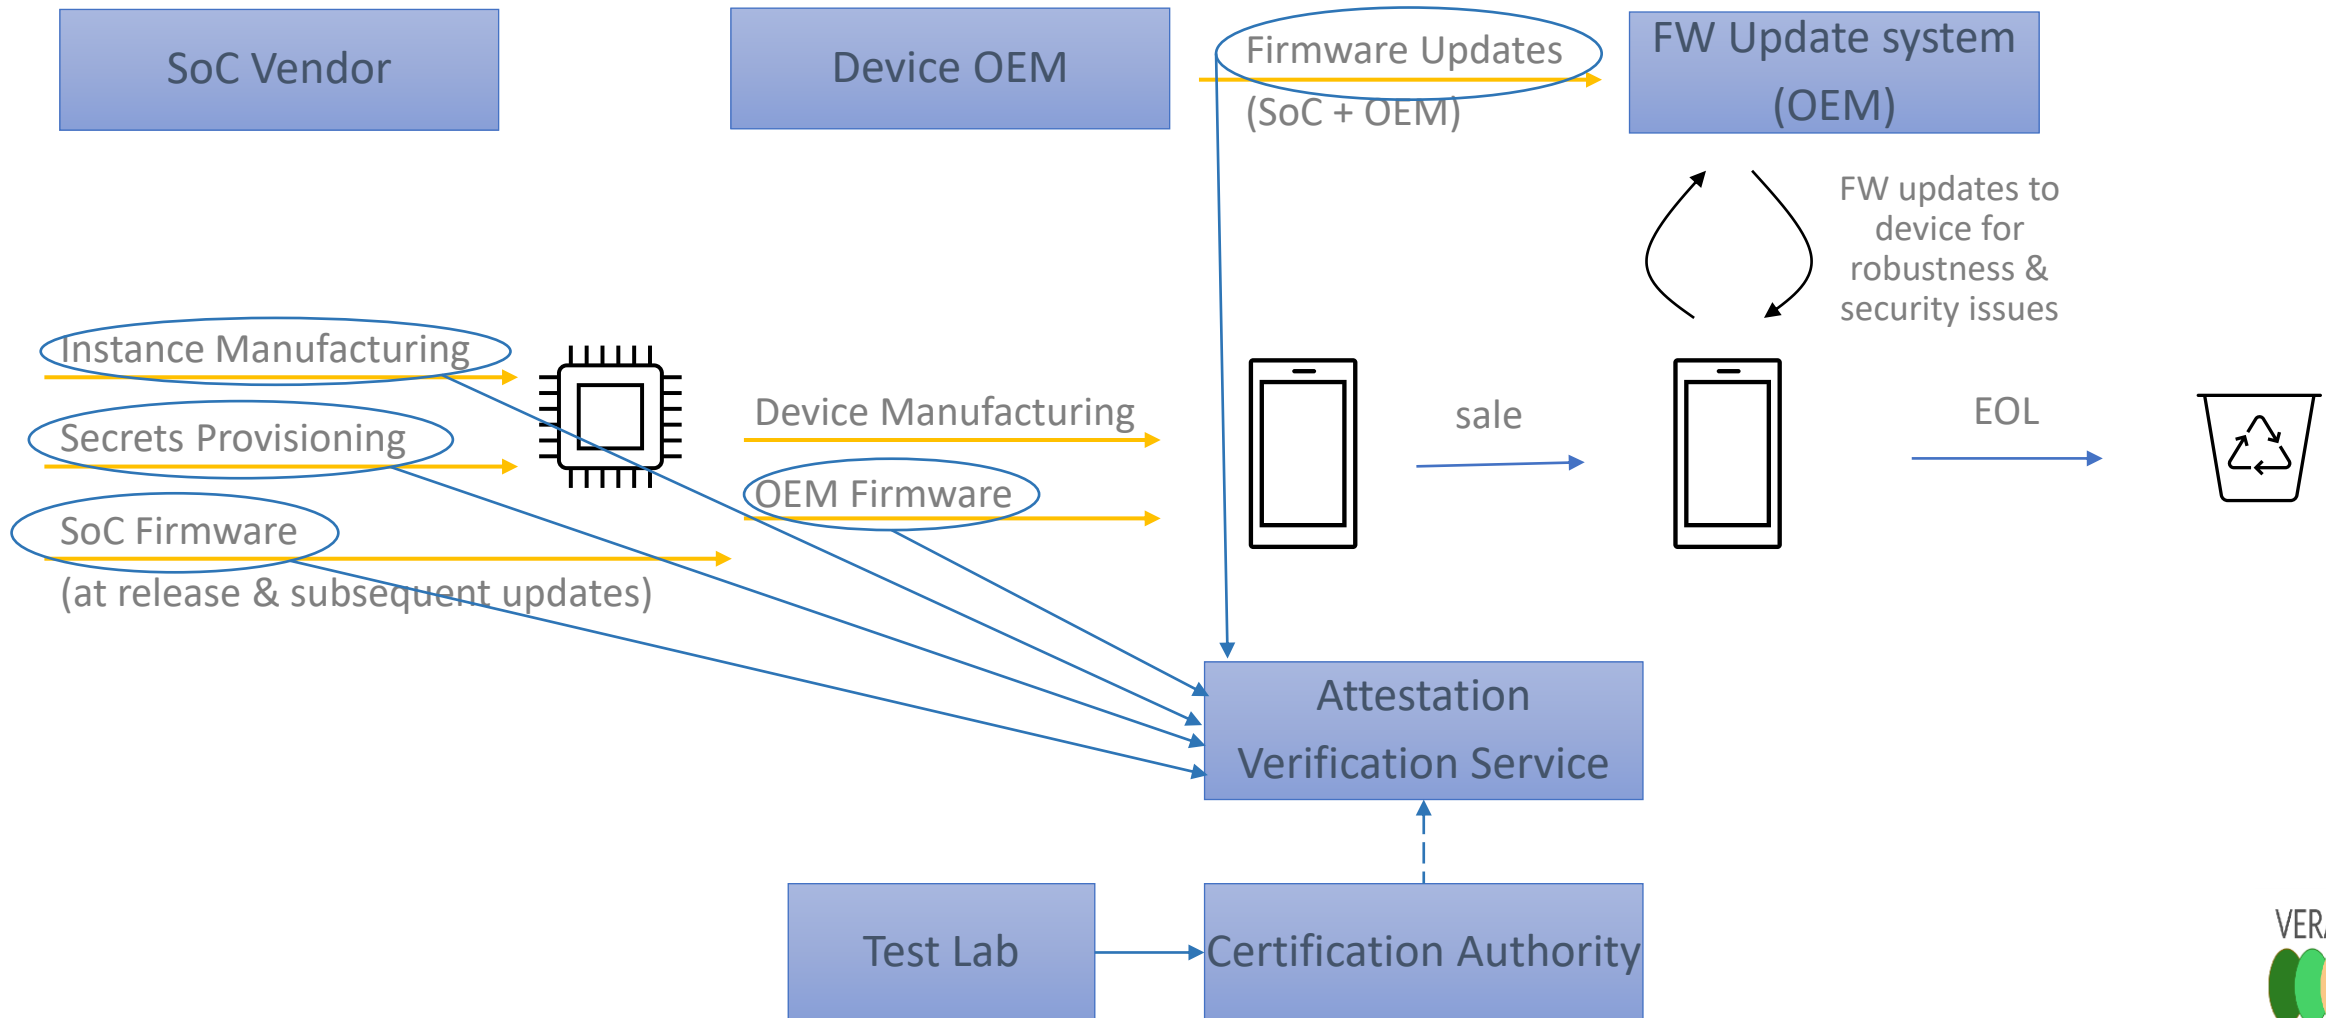 SoC Vendor
Device OEM
Firmware Updates
(SoC + OEM)
FW Update system
(OEM)
FW updates to
device for
robustness &
security issues
Instance Manufacturing
Secrets Provisioning
SoC Firmware
(at release & subsequent updates)
Device Manufacturing
OEM Firmware
sale
EOL
Attestation
Verification Service
Test Lab
Certification Authority